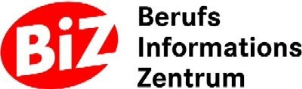 BiZ
Berufs
Informations
Zentrum